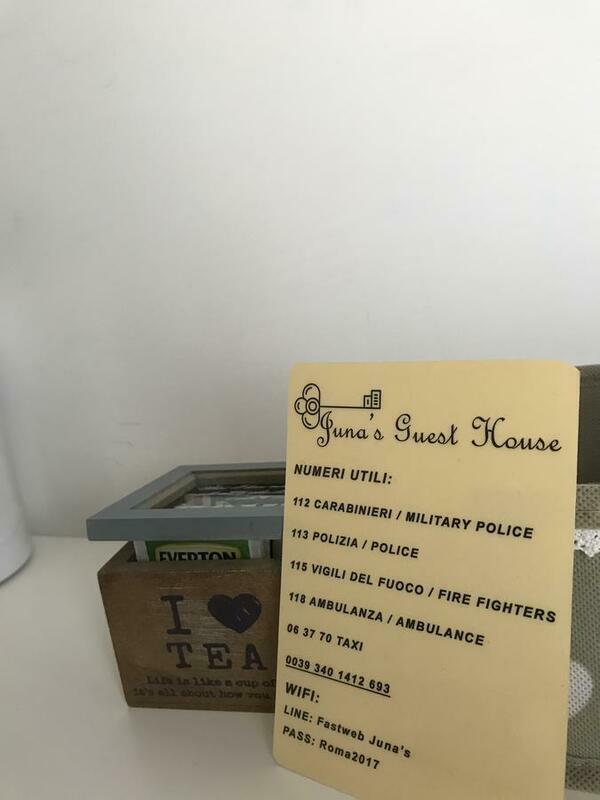 Juna's Guest House
NUMERI UTILI:
112 CARABINIERI / MILITARY POLICE
113 POLIZIA / POLICE
115 VIGILI DEL FUOCO / FIRE FIGHTERS
118 AMBULANZA / AMBULANCE
06 37 70 TAXI
0039 340 1412 693
WIFI:
LINE: Fastweb Juna's
PASS: Roma2017
EVERTON
I
TEA
Life is like a cup of
it's all about how you